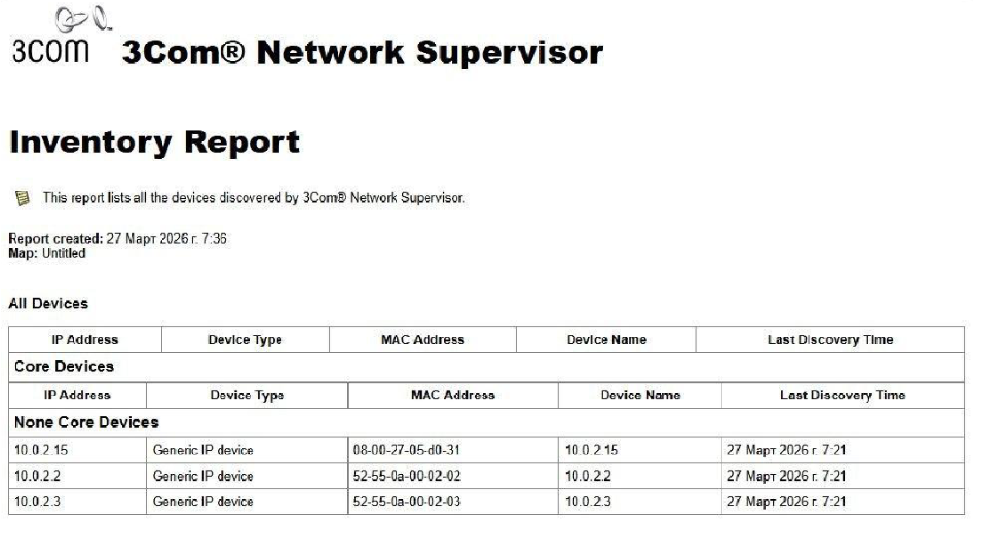 3COM
3Com® Network Supervisor
Inventory Report
This report lists all the devices discovered by 3Com® Network Supervisor.
Report created: 27 Март 2026 г. 7:36
Map: Untitled
All Devices
IP Address Device Type MAC Address Device Name Last Discovery Time
Core Devices
IP Address Device Type MAC Address Device Name Last Discovery Time
None Core Devices
10.0.2.15 Generic IP device 08-00-27-05-d0-31 10.0.2.15 27 Март 2026 г. 7:21
10.0.2.2 Generic IP device 52-55-0a-00-02-02 10.0.2.2 27 Март 2026 г. 7:21
10.0.2.3 Generic IP device 52-55-0a-00-02-03 10.0.2.3 27 Март 2026 г. 7:21